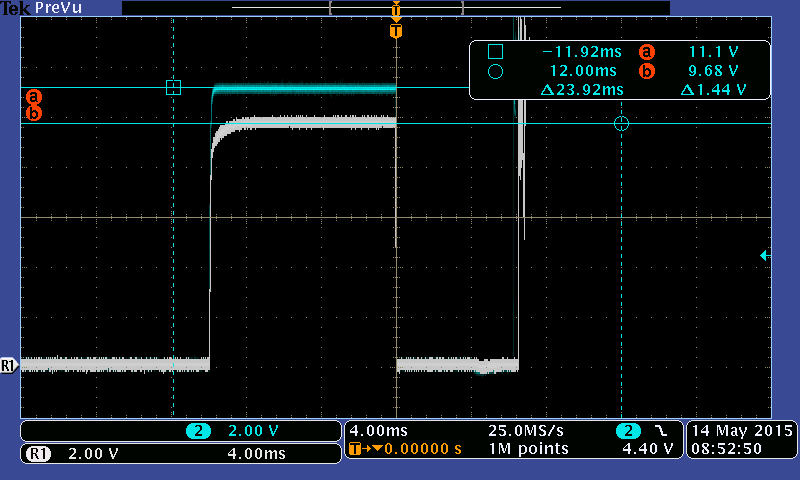 Tek PreVu
T
T
−11.92ms a 11.1 V
12.00ms b 9.68 V
Δ23.92ms Δ1.44 V
a
b
R1
2 2.00 V
R1 2.00 V 4.00ms
4.00ms 25.0MS/s 2 4.40 V
T→▼0.00000 s 1M points
14 May 2015
08:52:50